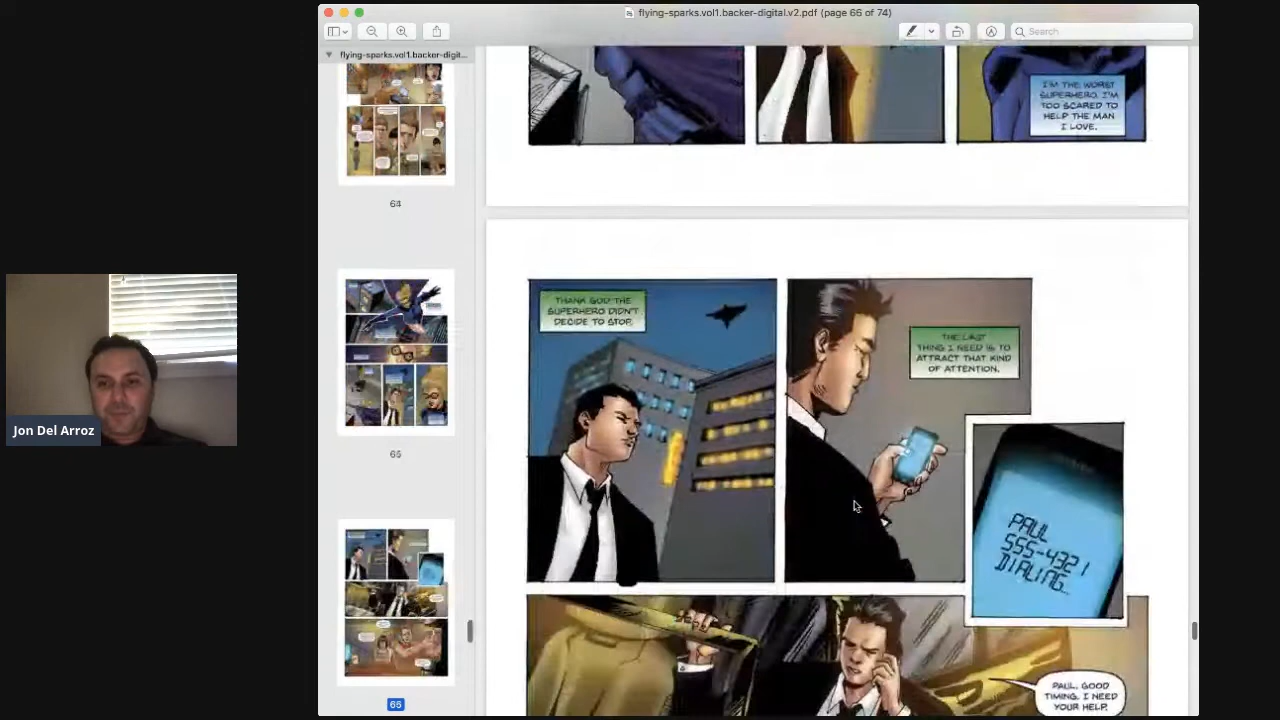 flying-sparks.vol1.backer-digital.v2.pdf (page 66 of 74)
Search
flying-sparks.vol1.backer-digit...
64
65
66
Jon Del Arroz
I'M THE WORST
SUPERHERO. I'M
TOO SCARED TO
HELP THE MAN
I LOVE.
THANK GOD THE
SUPERHERO DIDN'T
DECIDE TO STOP.
THE LAST
THING I NEED IS TO
ATTRACT THAT KIND
OF ATTENTION.
PAUL
555-4321
DIALING...
PAUL, GOOD
TIMING. I NEED
YOUR HELP.